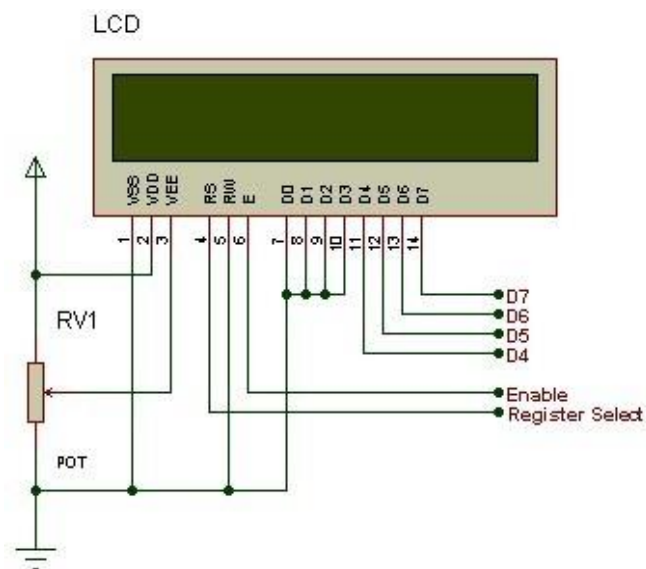 LCD
VSS
VDD
VEE
RS
RW
E
D0
D1
D2
D3
D4
D5
D6
D7
1
2
3
4
5
6
7
8
9
10
11
12
13
14
D7
D6
D5
D4
RV1
Enable
Register Select
POT